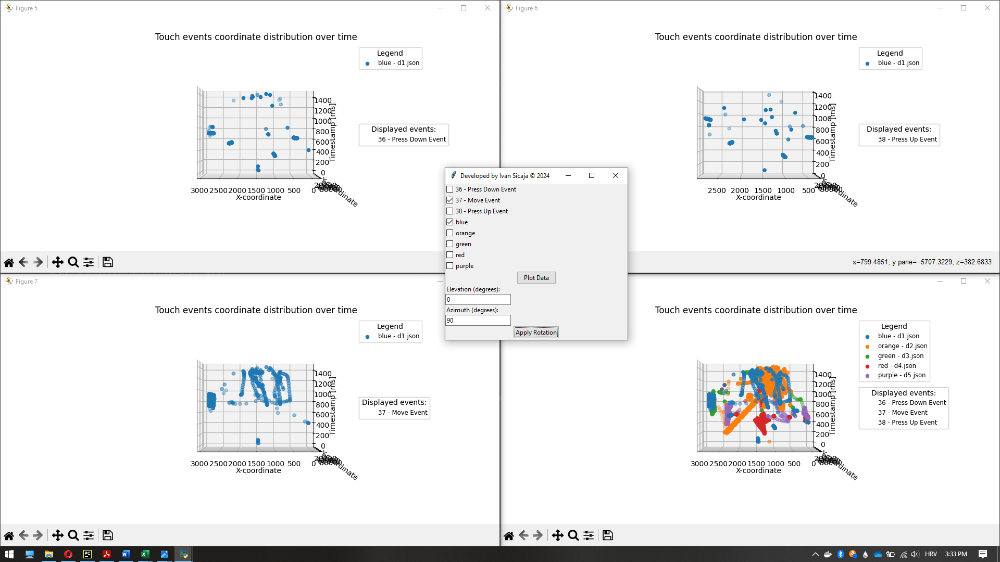 Figure 5
Touch events coordinate distribution over time
Legend
blue - d1.json
Displayed events:
36 - Press Down Event
1400
1200
1000
800
600
400
200
0
Timestamp [ms]
3000 2500 2000 1500 1000 500 0
X-coordinate
Figure 6
Touch events coordinate distribution over time
Legend
blue - d1.json
Displayed events:
38 - Press Up Event
1400
1200
1000
800
600
400
200
0
Timestamp [ms]
2500 2000 1500 1000 500
X-coordinate
x=799.4851, y pane=−5707.3229, z=382.6833
Developed by Ivan Sicaja © 2024
36 - Press Down Event
37 - Move Event
38 - Press Up Event
blue
orange
green
red
purple
Plot Data
Elevation (degrees):
0
Azimuth (degrees):
90
Apply Rotation
Figure 7
Touch events coordinate distribution over time
Legend
blue - d1.json
Displayed events:
37 - Move Event
1400
1200
1000
800
600
400
200
0
Timestamp [ms]
3000 2500 2000 1500 1000 500 0
X-coordinate
Touch events coordinate distribution over time
Legend
blue - d1.json
orange - d2.json
green - d3.json
red - d4.json
purple - d5.json
Displayed events:
36 - Press Down Event
37 - Move Event
38 - Press Up Event
1400
1200
1000
800
600
400
200
0
Timestamp [ms]
3000 2500 2000 1500 1000 500 0
X-coordinate
HRV
3:33 PM